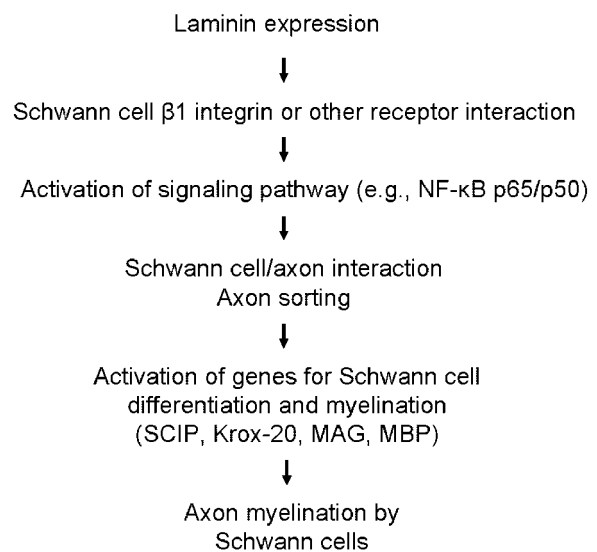 Laminin expression
Schwann cell β1 integrin or other receptor interaction
Activation of signaling pathway (e.g., NF-κB p65/p50)
Schwann cell/axon interaction
Axon sorting
Activation of genes for Schwann cell
differentiation and myelination
(SCIP, Krox-20, MAG, MBP)
Axon myelination by
Schwann cells